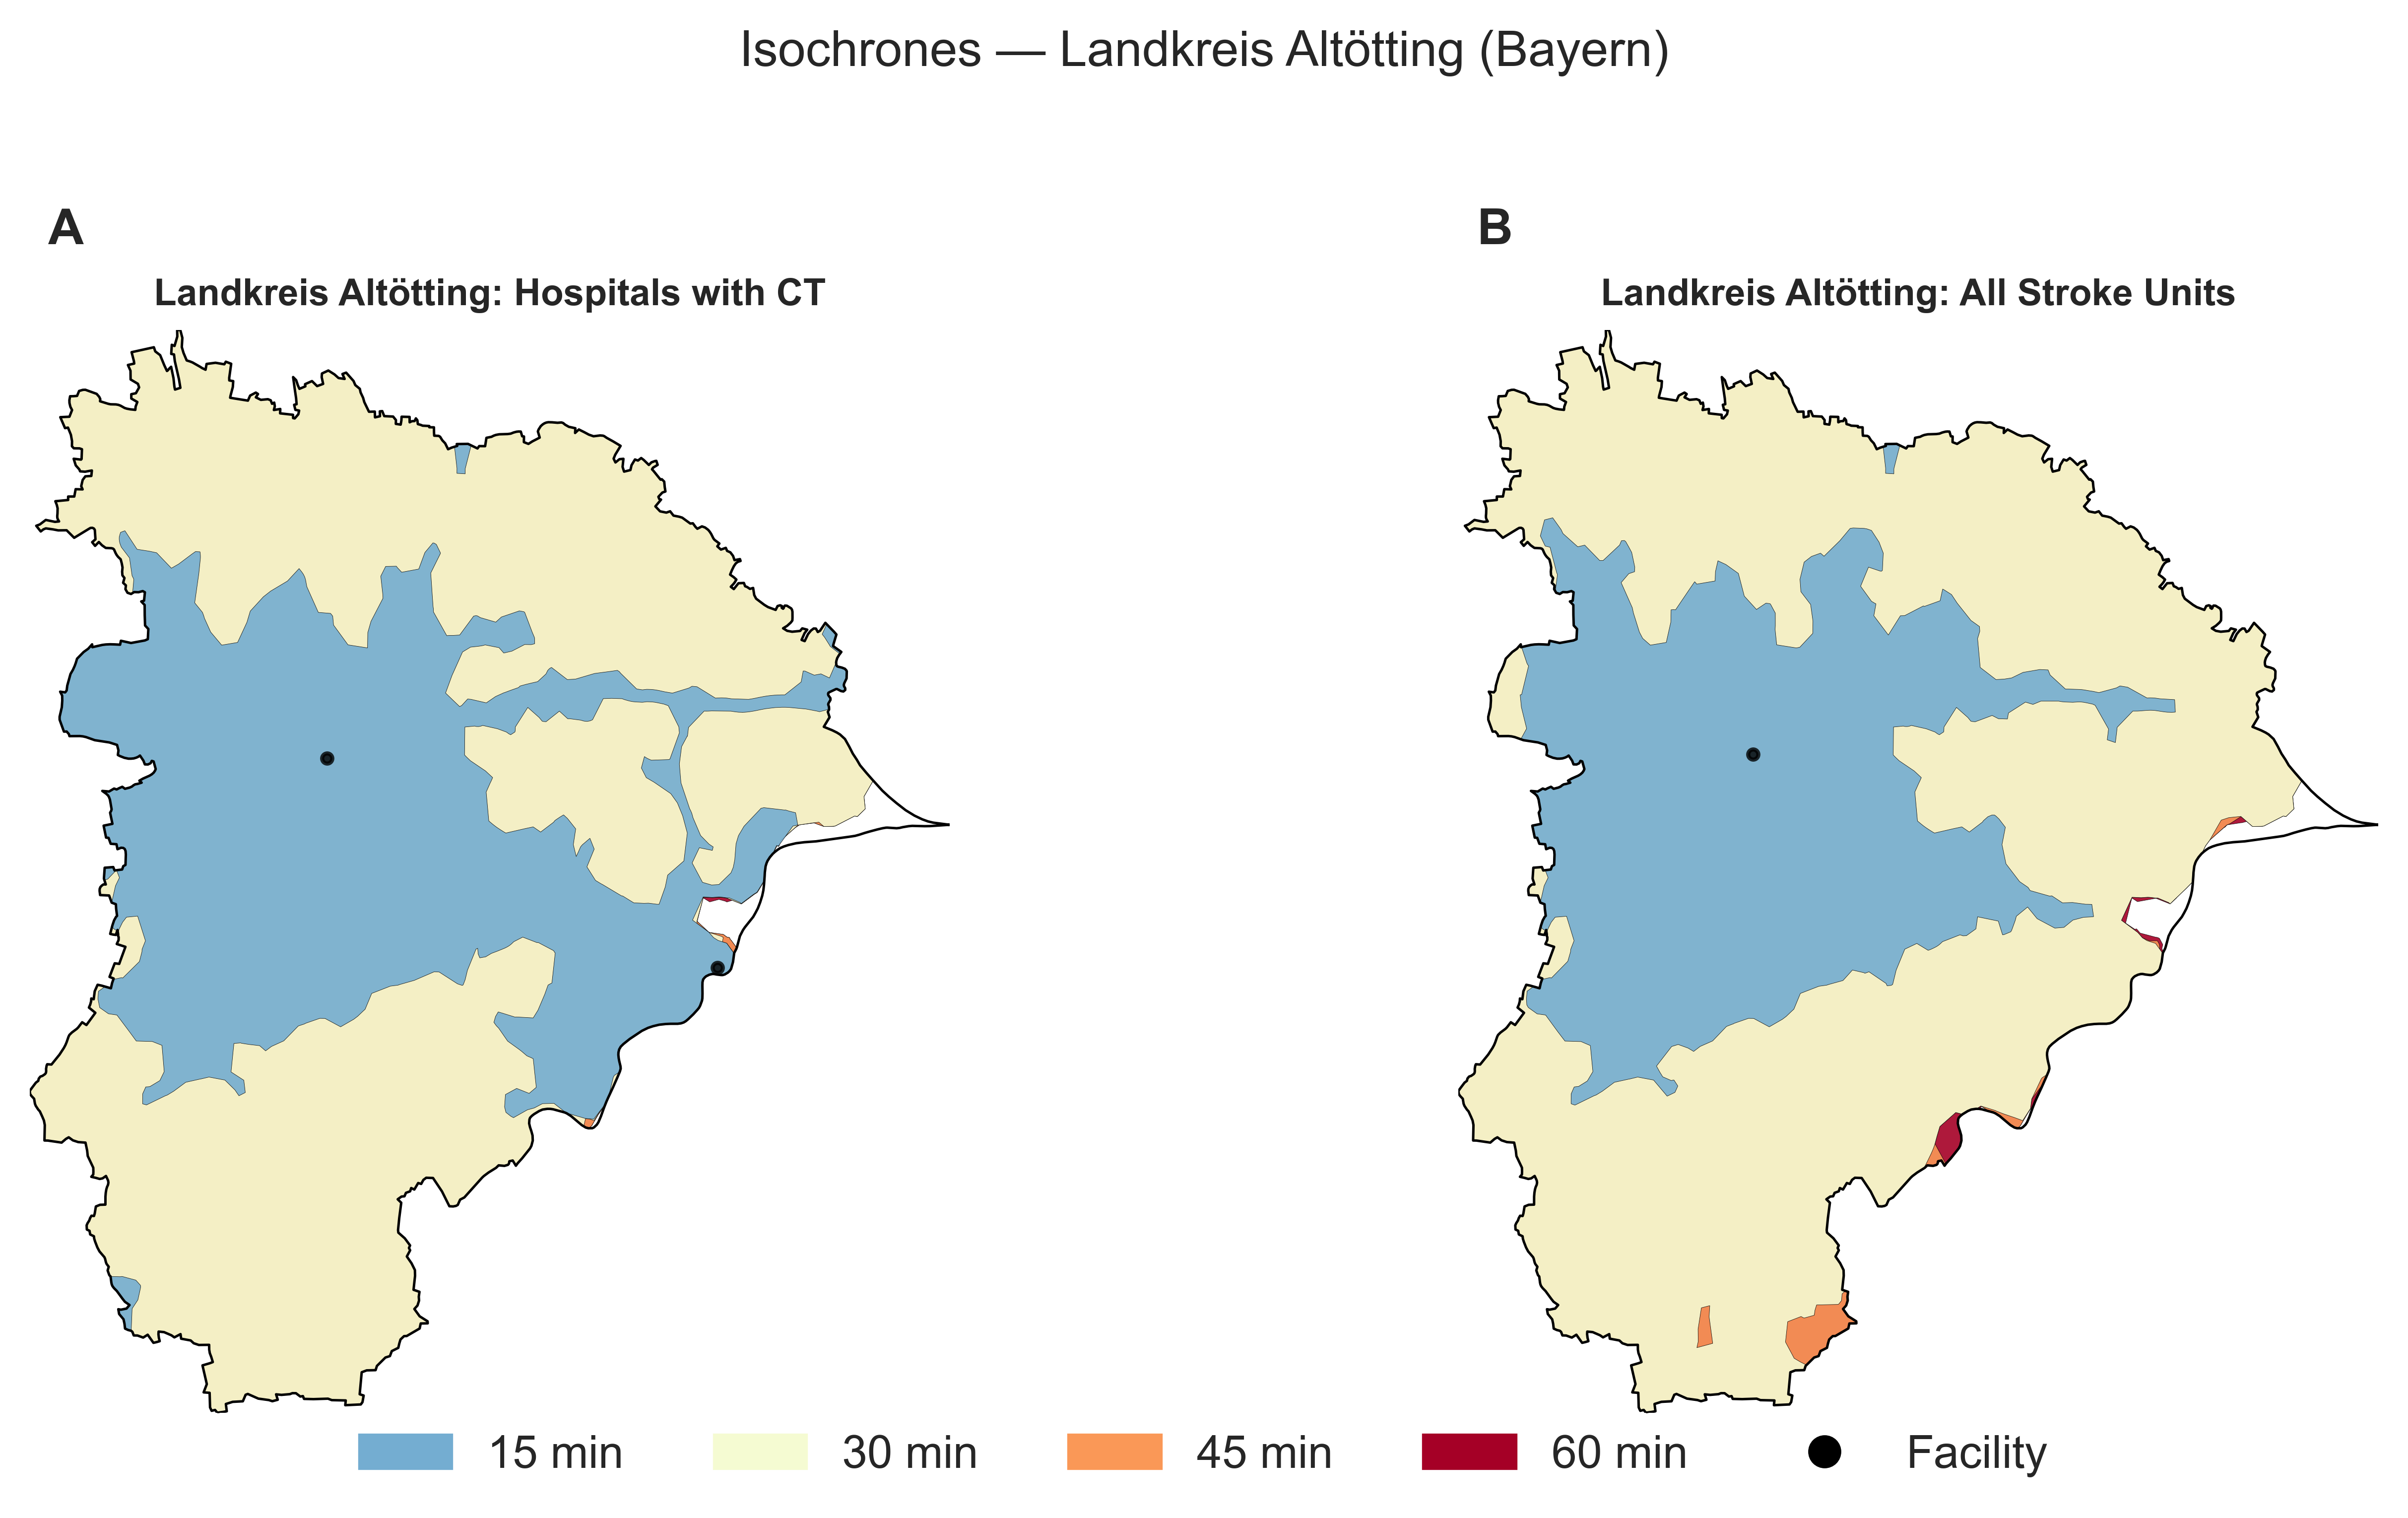 Isochrones — Landkreis Altötting (Bayern)
A
B
Landkreis Altötting: Hospitals with CT
Landkreis Altötting: All Stroke Units
15 min
30 min
45 min
60 min
Facility